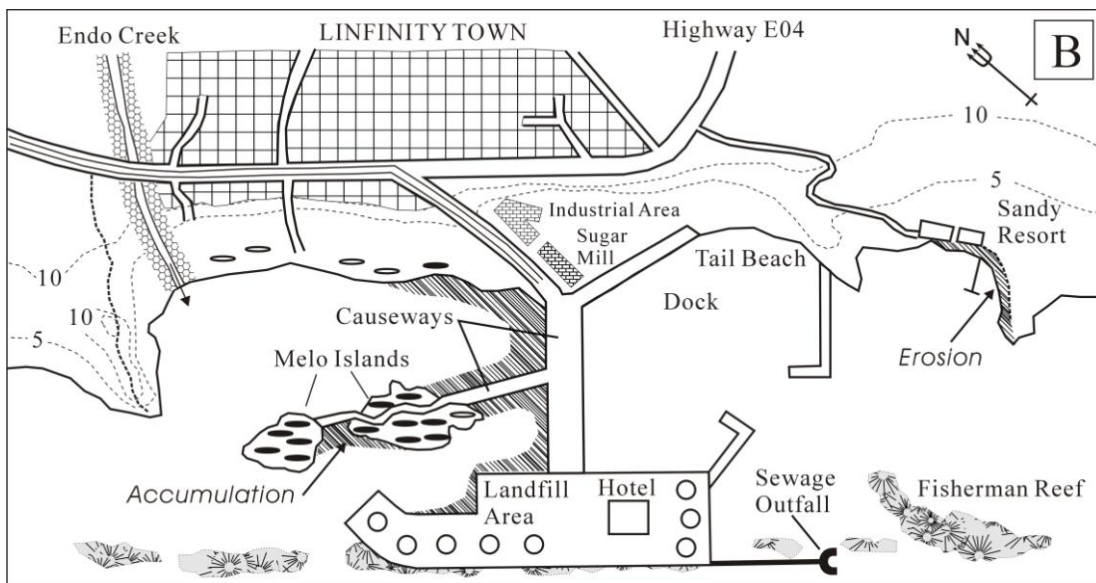 Endo Creek
LINFINITY TOWN
Highway E04
N
B
10
5
Sandy
Resort
Industrial Area
Sugar
Mill
Tail Beach
Dock
Causeways
10
10
5
Melo Islands
Erosion
Accumulation
Landfill
Area
Hotel
Sewage
Outfall
Fisherman Reef